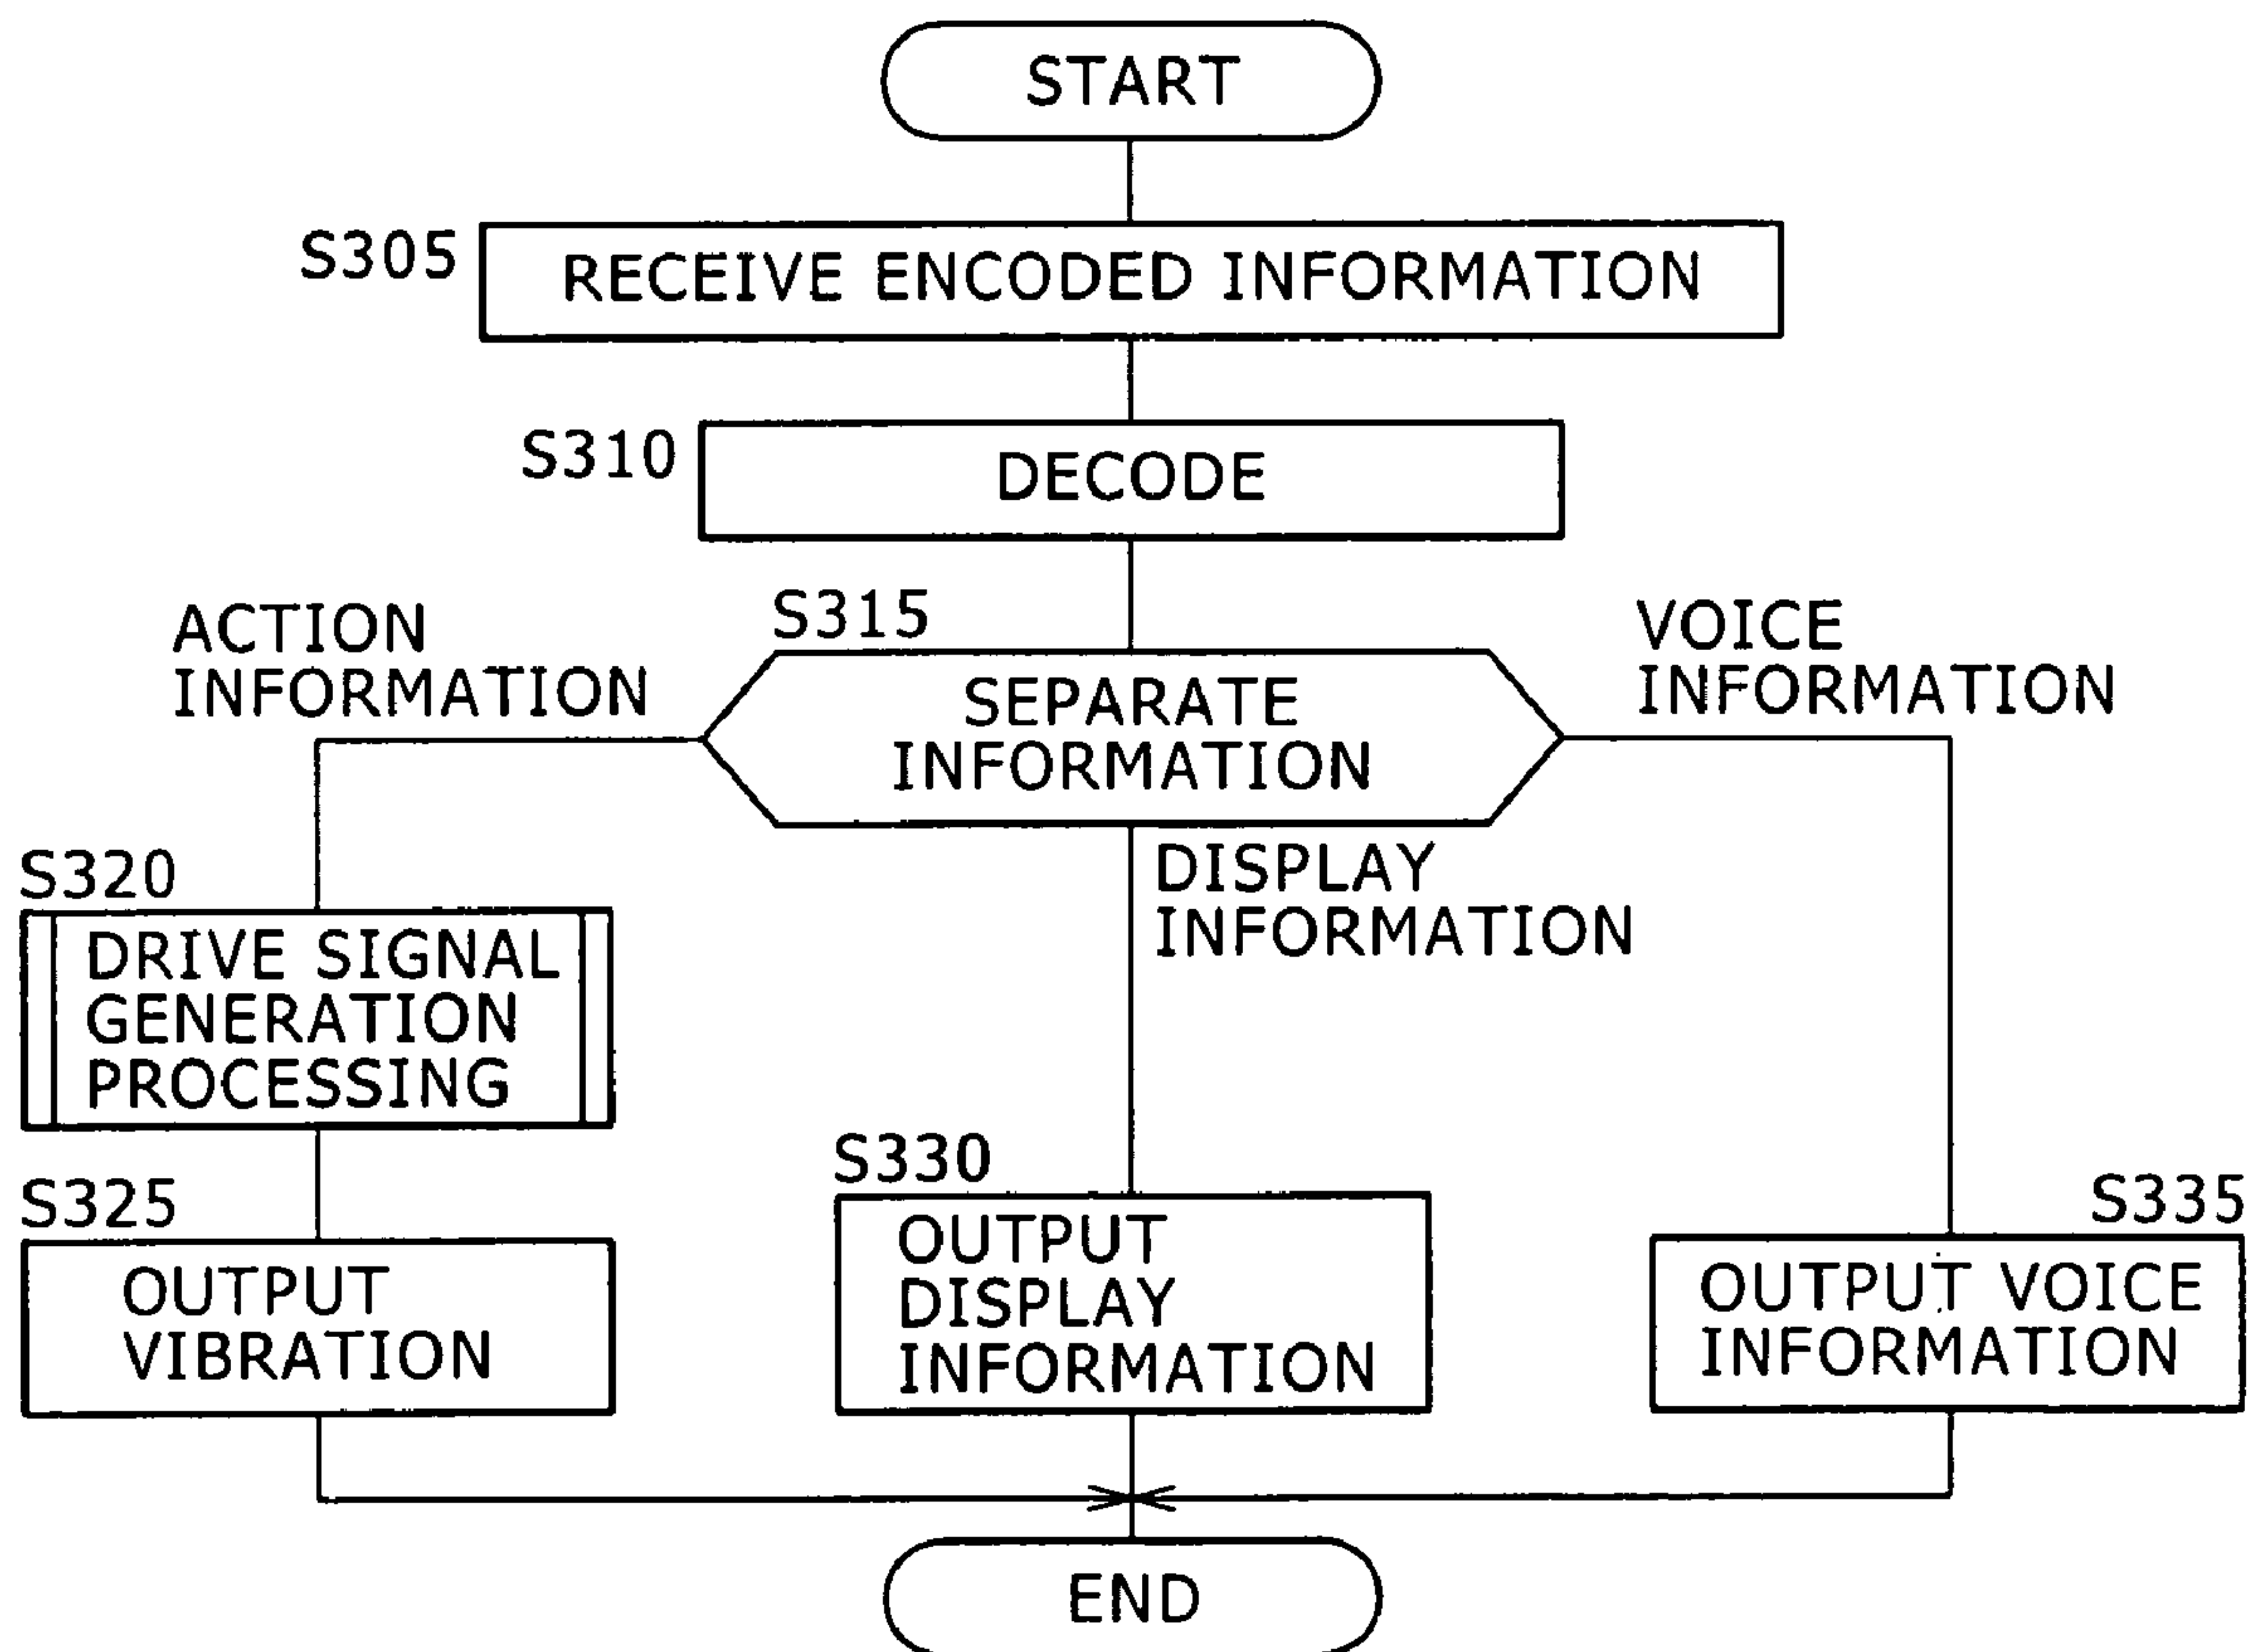 START
S305
RECEIVE ENCODED INFORMATION
S310
DECODE
S315
SEPARATE
INFORMATION
ACTION
INFORMATION
VOICE
INFORMATION
DISPLAY
INFORMATION
S320
DRIVE SIGNAL
GENERATION
PROCESSING
S325
OUTPUT
VIBRATION
S330
OUTPUT
DISPLAY
INFORMATION
S335
OUTPUT VOICE
INFORMATION
END